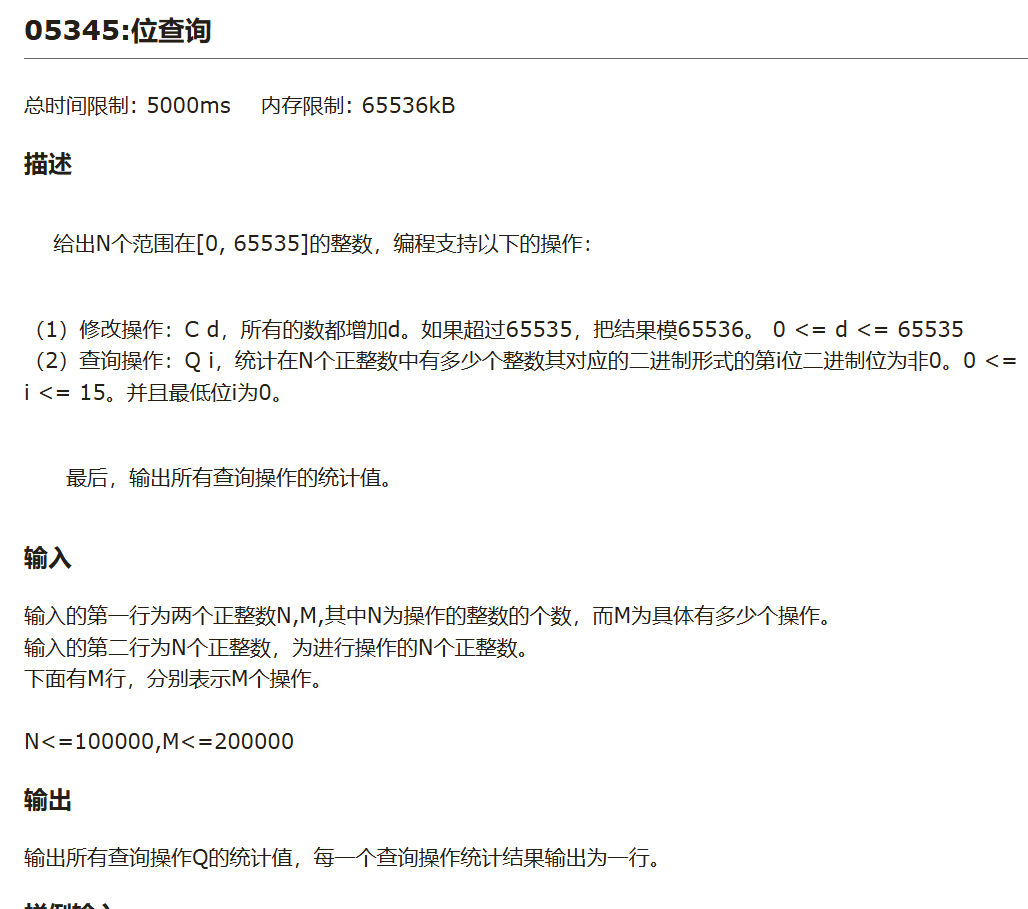 05345:位查询
总时间限制: 5000ms 内存限制: 65536kB
描述
给出N个范围在[0, 65535]的整数，编程支持以下的操作：
（1）修改操作：C d，所有的数都增加d。如果超过65535，把结果模65536。 0 <= d <= 65535
（2）查询操作：Q i，统计在N个正整数中有多少个整数其对应的二进制形式的第i位二进制位为非0。0 <=
i <= 15。并且最低位i为0。
最后，输出所有查询操作的统计值。
输入
输入的第一行为两个正整数N,M,其中N为操作的整数的个数，而M为具体有多少个操作。
输入的第二行为N个正整数，为进行操作的N个正整数。
下面有M行，分别表示M个操作。
N<=100000,M<=200000
输出
输出所有查询操作Q的统计值，每一个查询操作统计结果输出为一行。